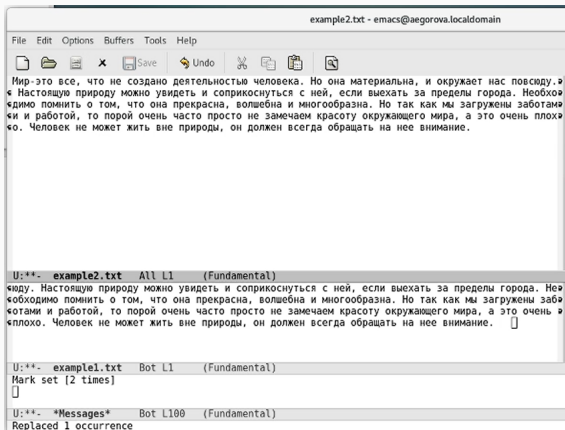 example2.txt - emacs@aegorova.localdomain
File Edit Options Buffers Tools Help
Save Undo
Мир-это все, что не создано деятельностью человека. Но она материальна, и окружает нас повсюду.
Настоящую природу можно увидеть и соприкоснуться с ней, если выехать за пределы города. Необхо
димо помнить о том, что она прекрасна, волшебна и многообразна. Но так как мы загружены заботам
и и работой, то порой очень часто просто не замечаем красоту окружающего мира, а это очень плох
о. Человек не может жить вне природы, он должен всегда обращать на нее внимание.
U:**- example2.txt All L1 (Fundamental)
юду. Настоящую природу можно увидеть и соприкоснуться с ней, если выехать за пределы города. Не
обходимо помнить о том, что она прекрасна, волшебна и многообразна. Но так как мы загружены заб
отами и работой, то порой очень часто просто не замечаем красоту окружающего мира, а это очень
плохо. Человек не может жить вне природы, он должен всегда обращать на нее внимание.
U:**- example1.txt Bot L1 (Fundamental)
Mark set [2 times]
U:**- *Messages* Bot L100 (Fundamental)
Replaced 1 occurrence